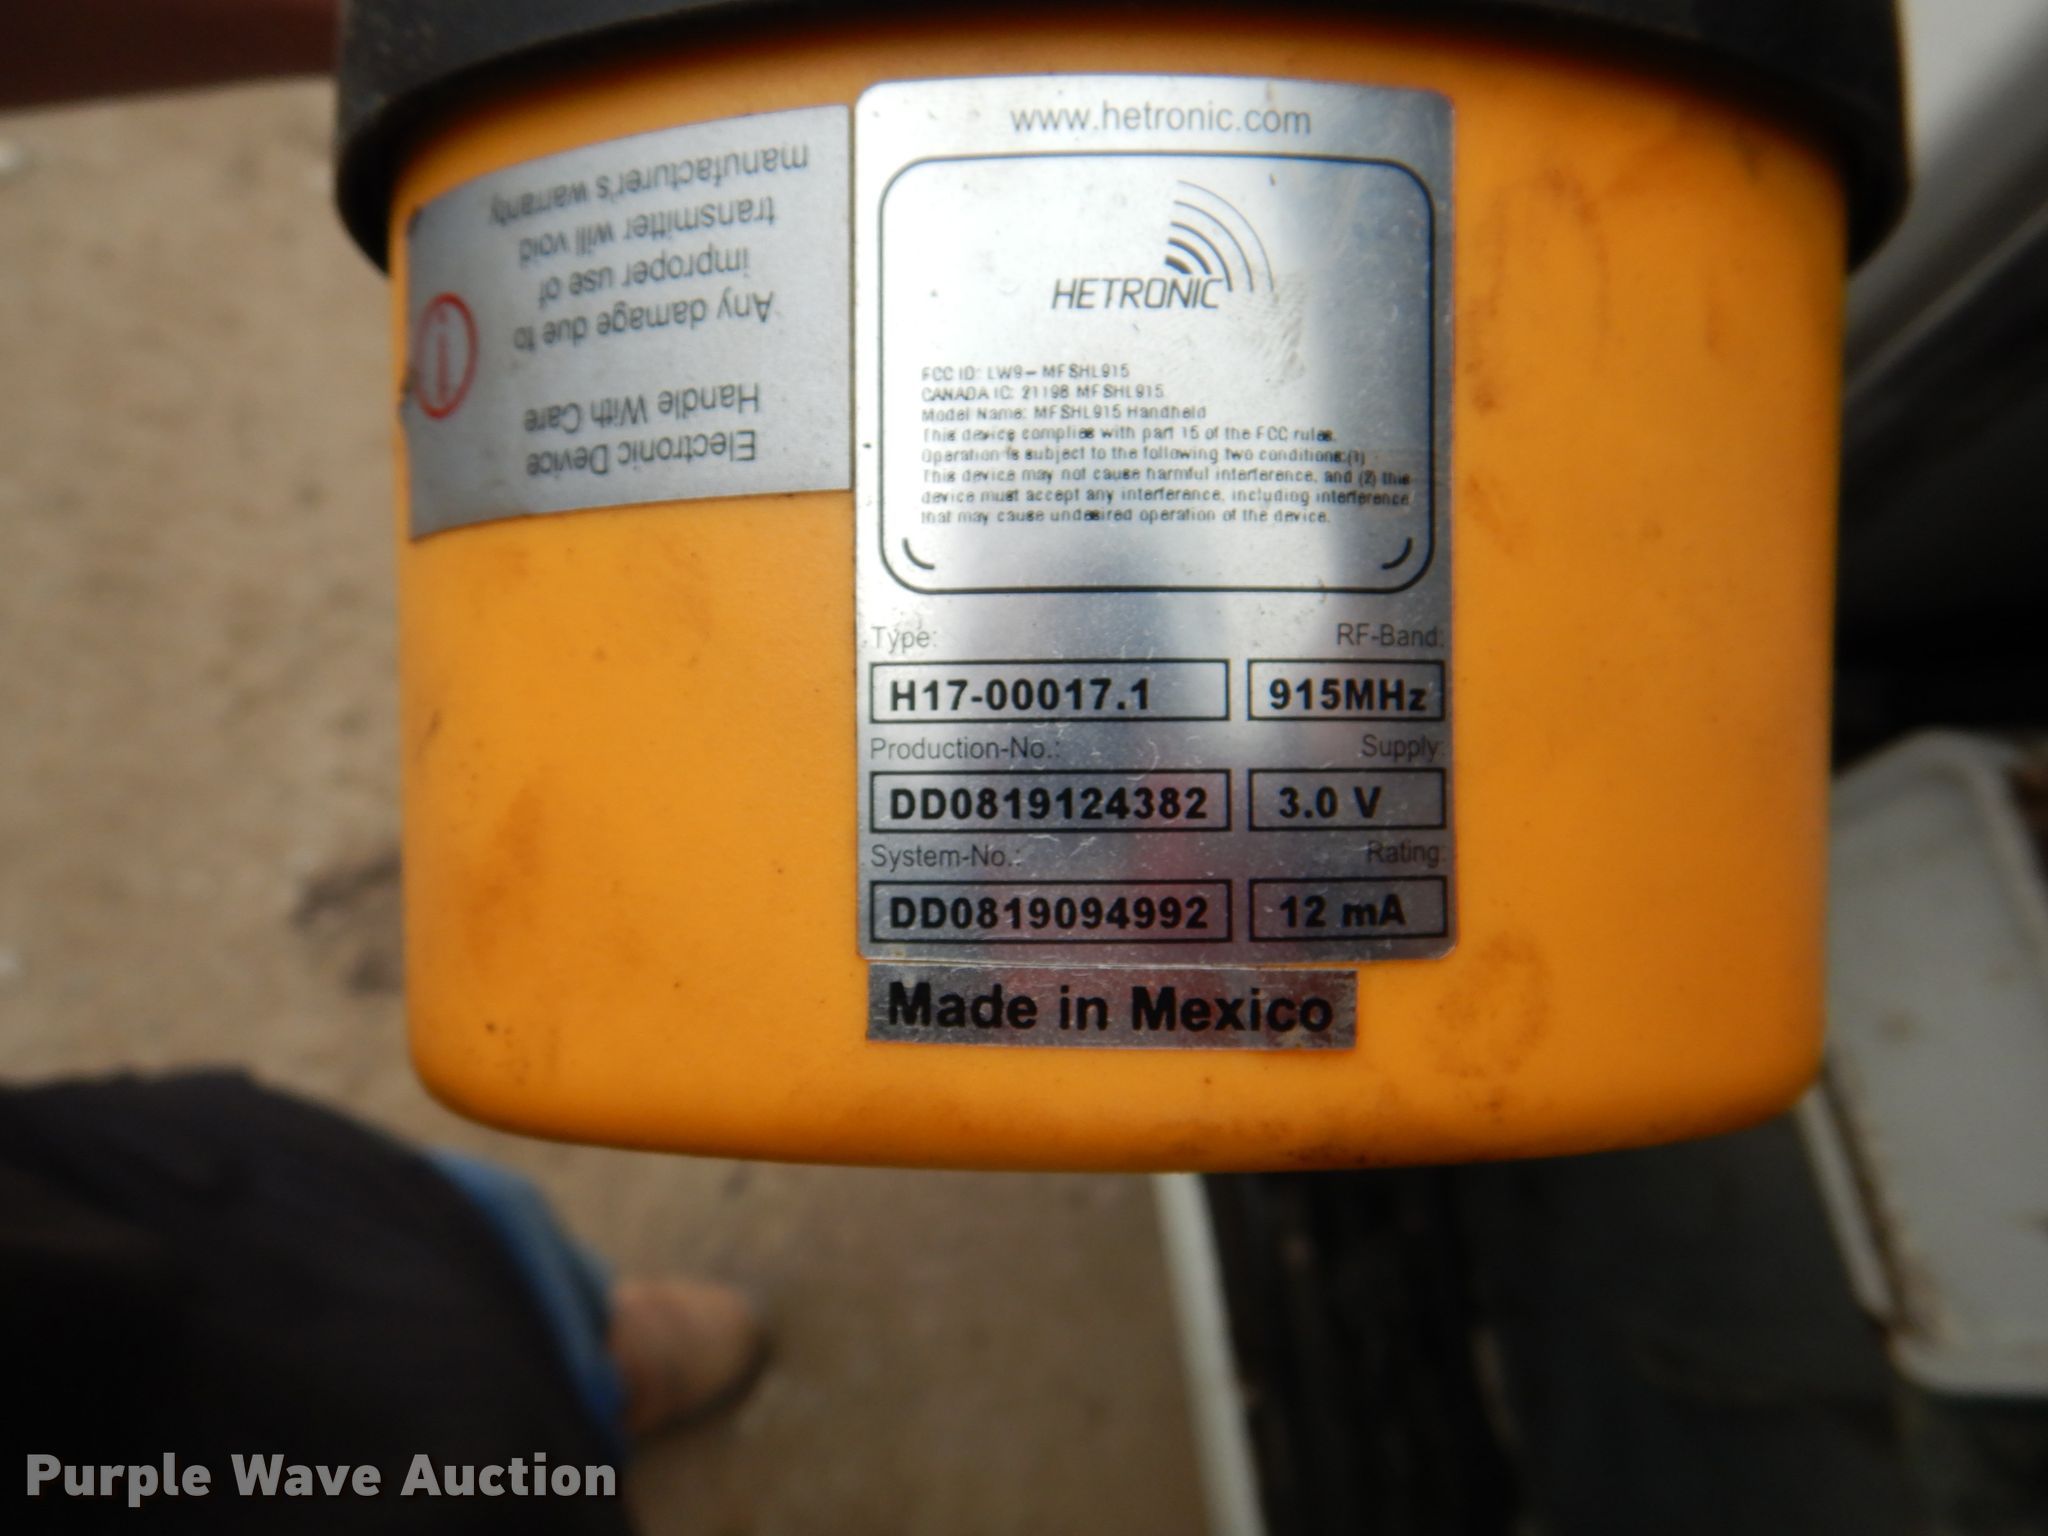 www.hetronic.com
HETRONIC
FCC ID: LW9-MFSHL915
CANADA IC: 2119B MFSHL915
Model Name: MFSHL915 Handheld
This device complies with part 15 of the FCC rules.
Operation is subject to the following two conditions:(1)
This device may not cause harmful interference, and (2) this
device must accept any interference, including interference
that may cause undesired operation of the device.
Type: RF-Band:
H17-00017.1 915MHz
Production-No.: Supply:
DD0819124382 3.0 V
System-No.: Rating:
DD0819094992 12 mA
Made in Mexico
Electronic Device
Handle With Care
Any damage due to
improper use of
transmitter will void
manufacturer's warranty
Purple Wave Auction